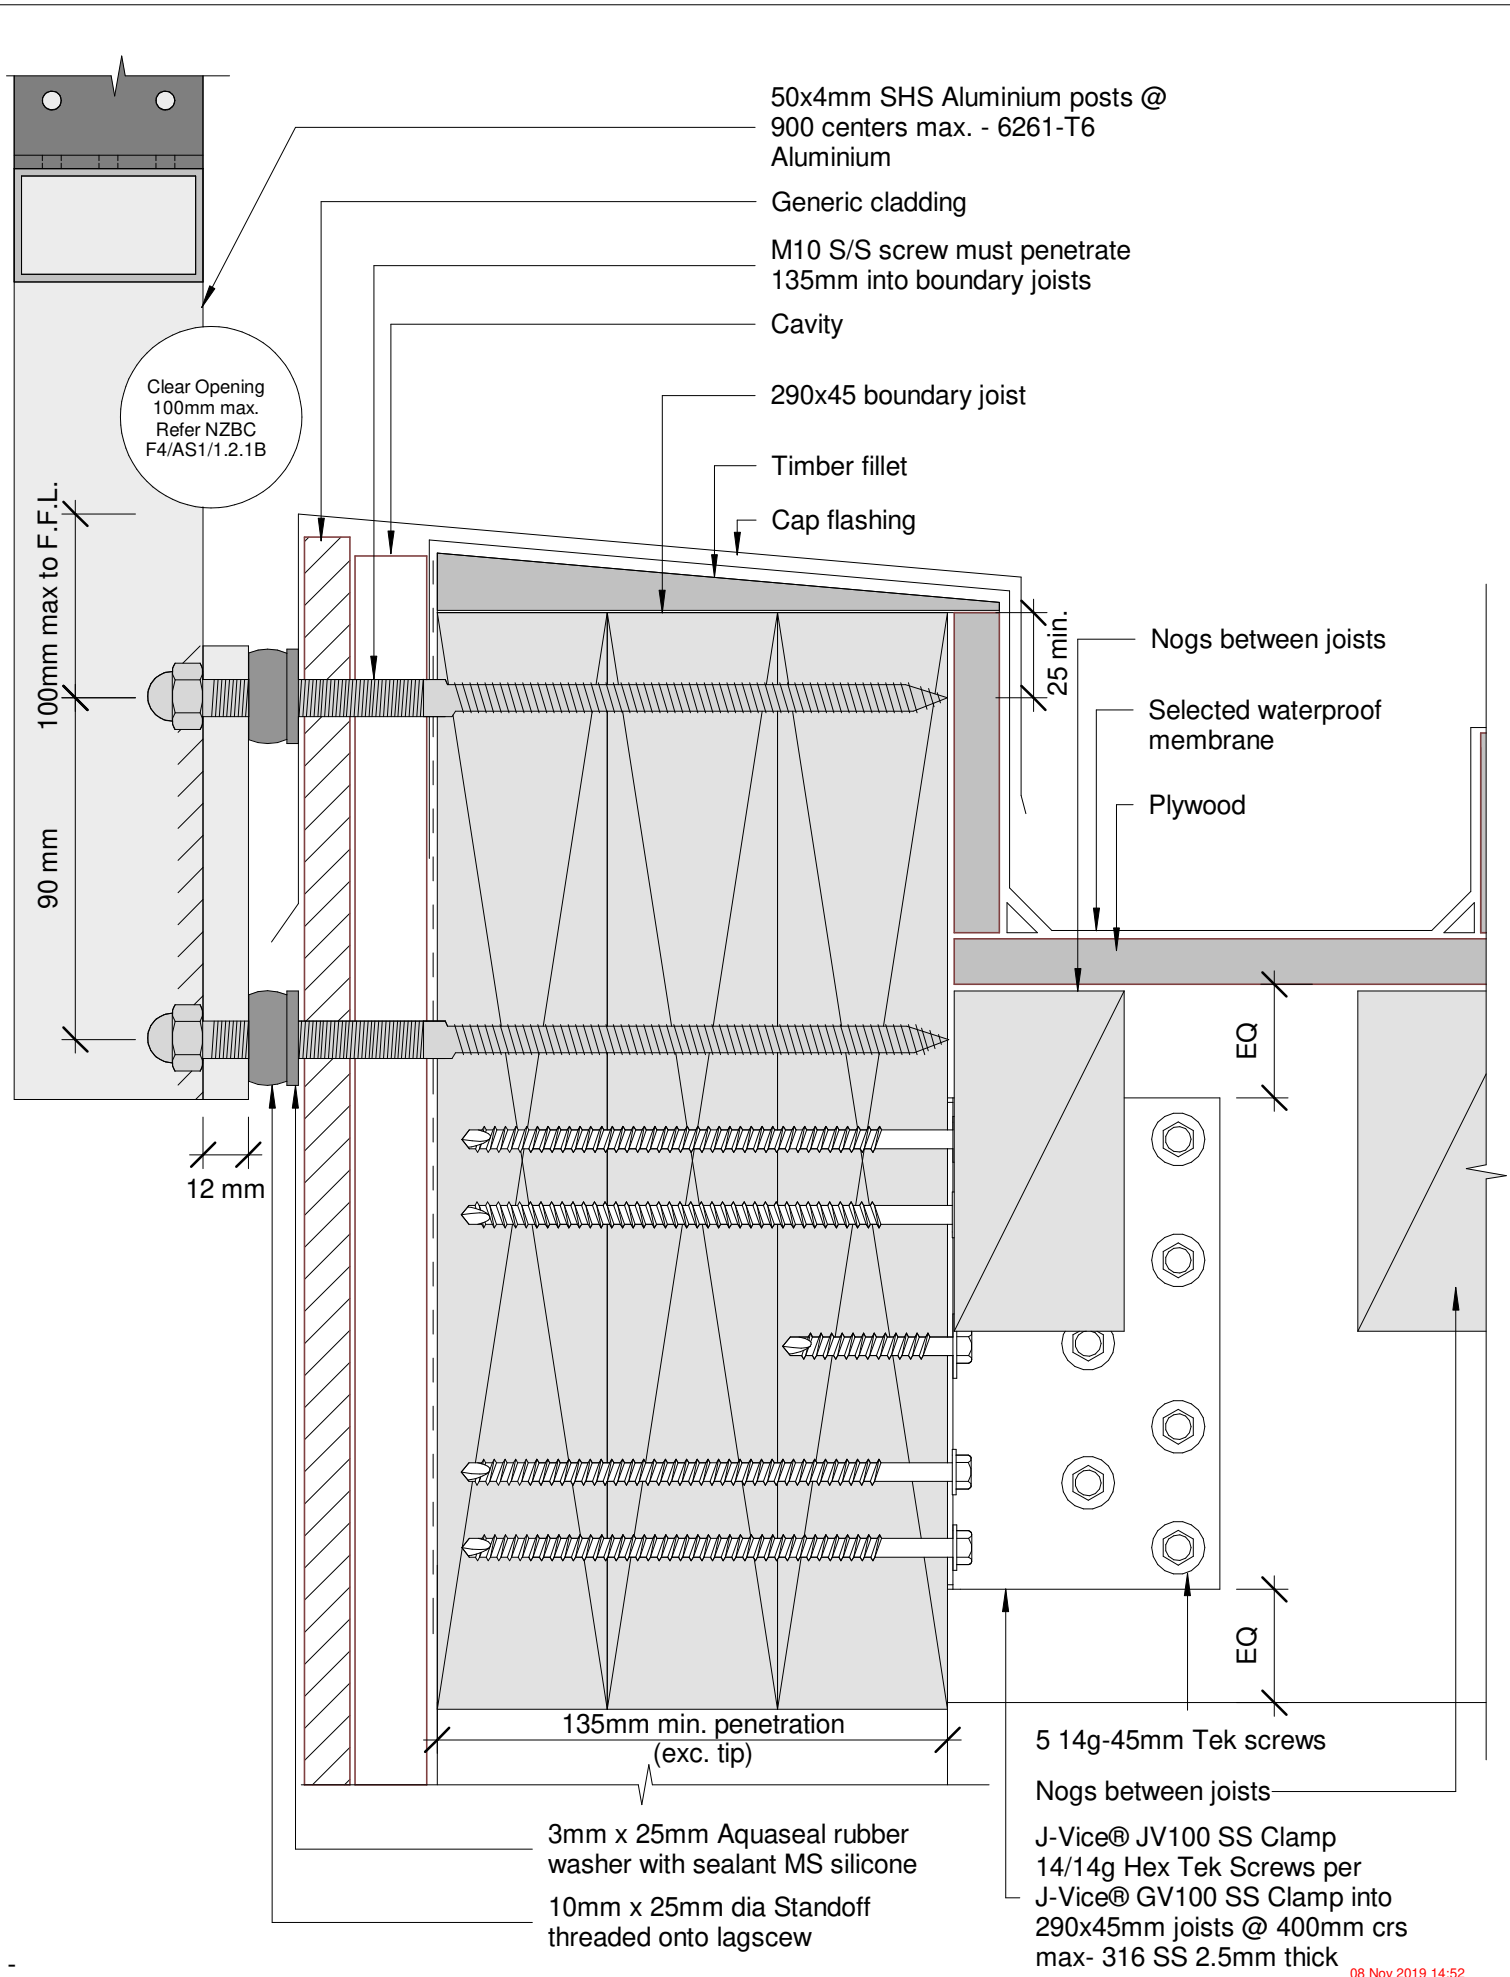 50x4mm SHS Aluminium posts @
900 centers max. - 6261-T6
Aluminium
Generic cladding
M10 S/S screw must penetrate
135mm into boundary joists
Cavity
290x45 boundary joist
Timber fillet
Cap flashing
Clear Opening
100mm max.
Refer NZBC
F4/AS1/1.2.1B
100mm max to F.F.L.
90 mm
12 mm
25 min.
Nogs between joists
Selected waterproof
membrane
Plywood
EQ
EQ
135mm min. penetration
(exc. tip)
5 14g-45mm Tek screws
Nogs between joists
J-Vice® JV100 SS Clamp
14/14g Hex Tek Screws per
J-Vice® GV100 SS Clamp into
290x45mm joists @ 400mm crs
max- 316 SS 2.5mm thick
3mm x 25mm Aquaseal rubber
washer with sealant MS silicone
10mm x 25mm dia Standoff
threaded onto lagscew
-
08 Nov 2019 14:52